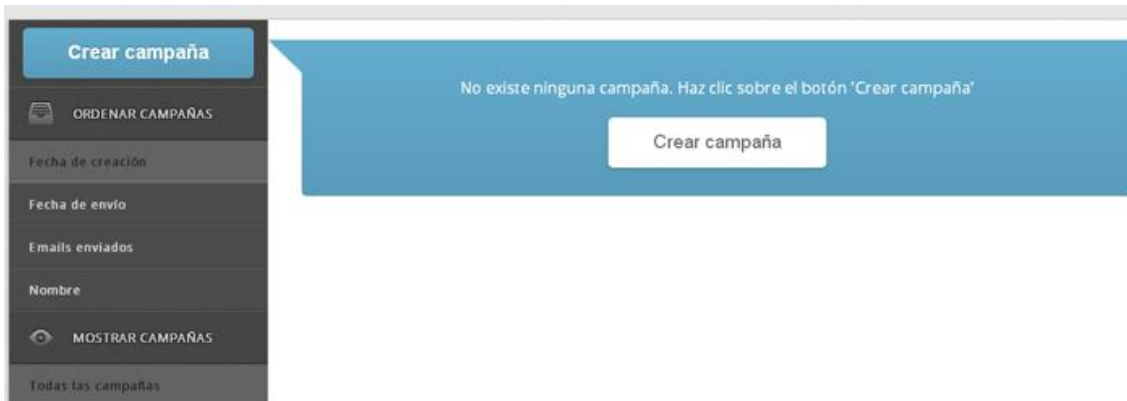 Crear campaña
ORDENAR CAMPAÑAS
Fecha de creación
Fecha de envío
Emails enviados
Nombre
MOSTRAR CAMPAÑAS
Todas las campañas
No existe ninguna campaña. Haz clic sobre el botón 'Crear campaña'
Crear campaña